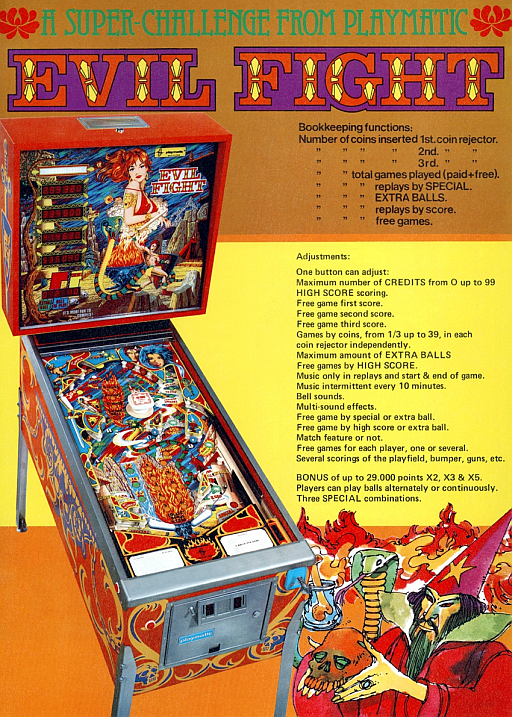 A SUPER-CHALLENGE FROM PLAYMATIC
EVIL FIGHT
Bookkeeping functions:
Number of coins inserted 1st. coin rejector.
" " " " 2nd. " "
" " " " 3rd. " "
" " total games played (paid+free).
" " " replays by SPECIAL.
" " " EXTRA BALLS.
" " " replays by score.
" " " free games.
EVIL
FIGHT
Adjustments:
One button can adjust:
Maximum number of CREDITS from O up to 99
HIGH SCORE scoring.
Free game first score.
Free game second score.
Free game third score.
Games by coins, from 1/3 up to 39, in each
coin rejector independently.
Maximum amount of EXTRA BALLS
Free games by HIGH SCORE.
Music only in replays and start & end of game.
Music intermittent every 10 minutes.
Bell sounds.
Multi-sound effects.
Free game by special or extra ball.
Free game by high score or extra ball.
Match feature or not.
Free games for each player, one or several.
Several scorings of the playfield, bumper, guns, etc.
BONUS of up to 29.000 points X2, X3 & X5.
Players can play balls alternately or continuously.
Three SPECIAL combinations.
playmatic